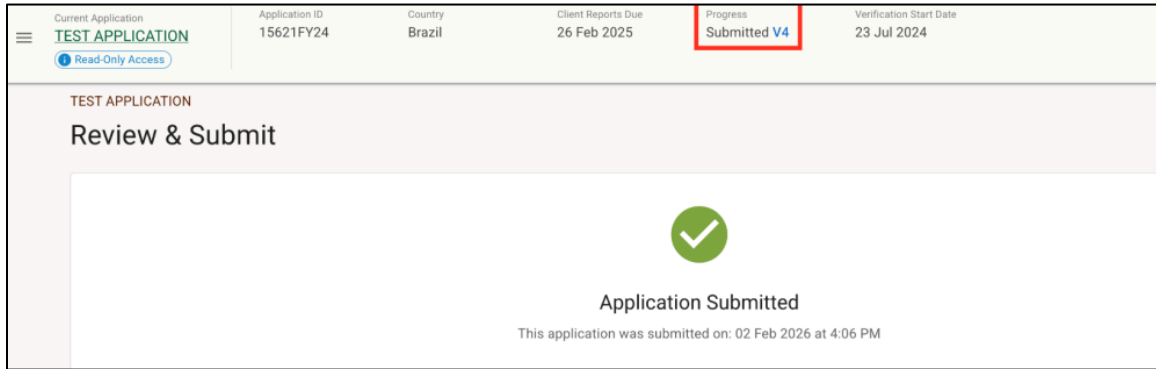 Current Application
TEST APPLICATION
Read-Only Access
Application ID
15621FY24
Country
Brazil
Client Reports Due
26 Feb 2025
Progress
Submitted V4
Verification Start Date
23 Jul 2024
TEST APPLICATION
Review & Submit
Application Submitted
This application was submitted on: 02 Feb 2026 at 4:06 PM